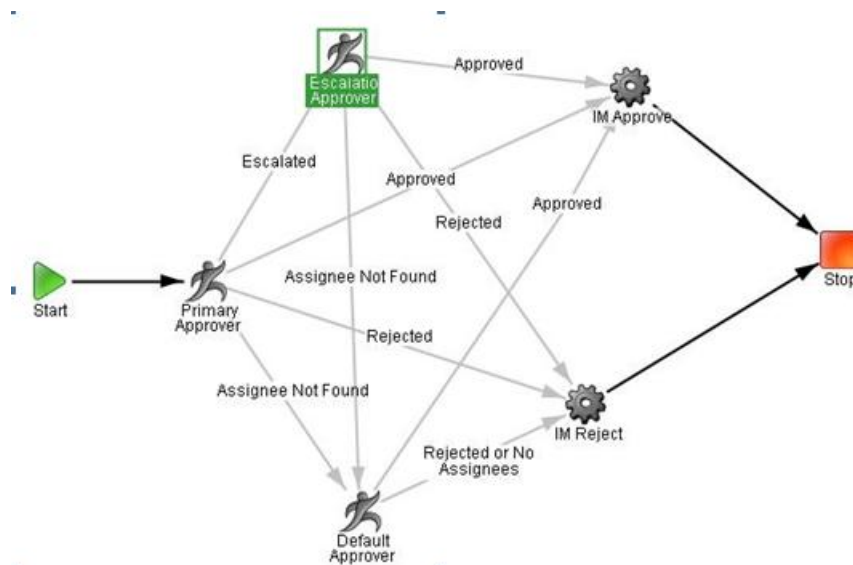 Escalatio
Approver
Approved
IM Approve
Escalated
Approved
Approved
Rejected
Start
Primary
Approver
Assignee Not Found
Stop
Rejected
Assignee Not Found
IM Reject
Rejected or No
Assignees
Default
Approver